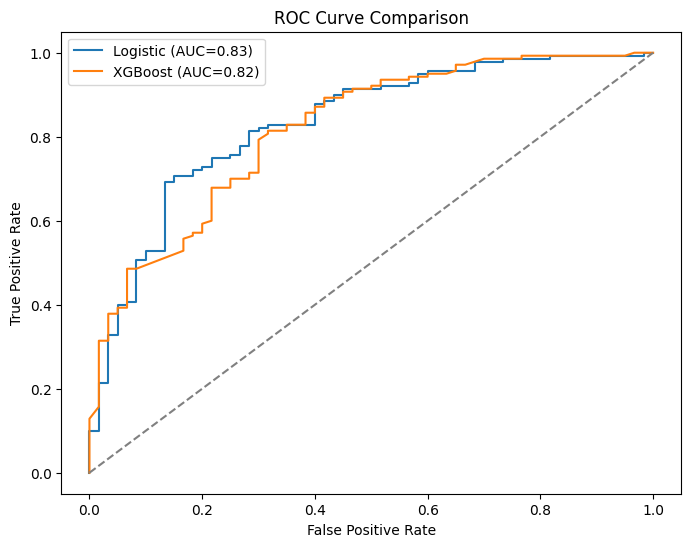 ROC Curve Comparison
Logistic (AUC=0.83)
XGBoost (AUC=0.82)
True Positive Rate
1.0
0.8
0.6
0.4
0.2
0.0
0.0 0.2 0.4 0.6 0.8 1.0
False Positive Rate